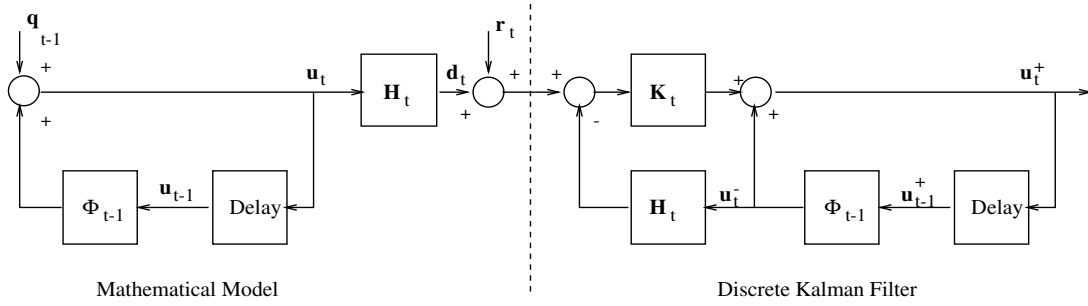 q t-1
r t
+
u t
H t
d t
+
+
+
K t
+
u t +
+
-
+
Φ t-1
u t-1
Delay
H t
u t -
Φ t-1
u t-1 +
Delay
Mathematical Model
Discrete Kalman Filter